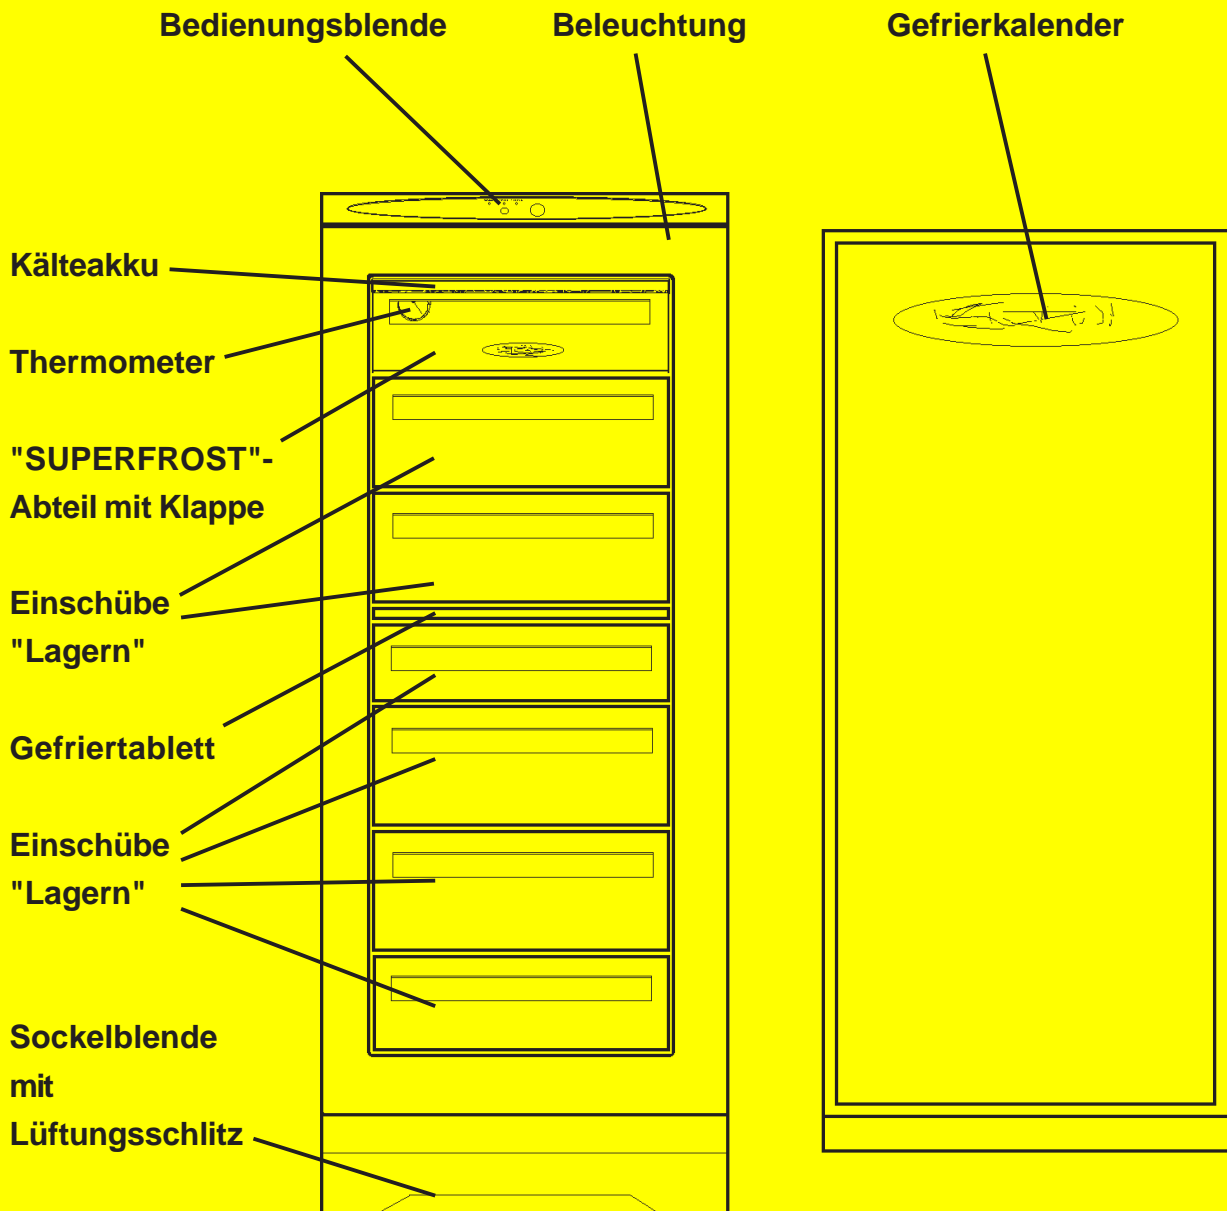 Bedienungsblende
Beleuchtung
Gefrierkalender
Kälteakku
Thermometer
"SUPERFROST"-
Abteil mit Klappe
Einschübe
"Lagern"
Gefriertablett
Einschübe
"Lagern"
Sockelblende
mit
Lüftungsschlitz